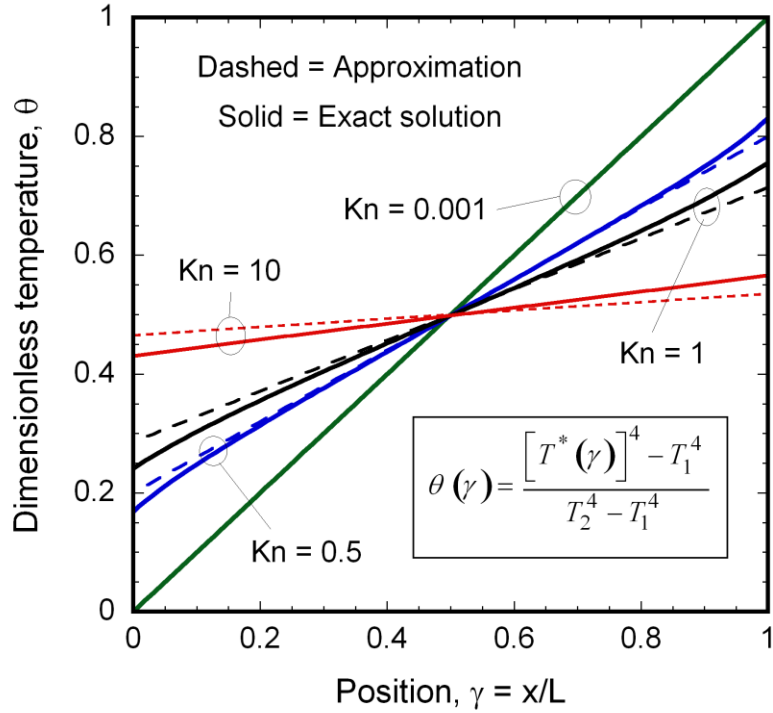 1
Dashed = Approximation
0.8
Solid = Exact solution
Kn = 0.001
0.6
Kn = 10
0.4
Kn = 1
θ(γ) = [T*(γ)]⁴ − T₁⁴ / T₂⁴ − T₁⁴
0.2
Kn = 0.5
0
0 0.2 0.4 0.6 0.8 1
Position, γ = x/L
Dimensionless temperature, θ